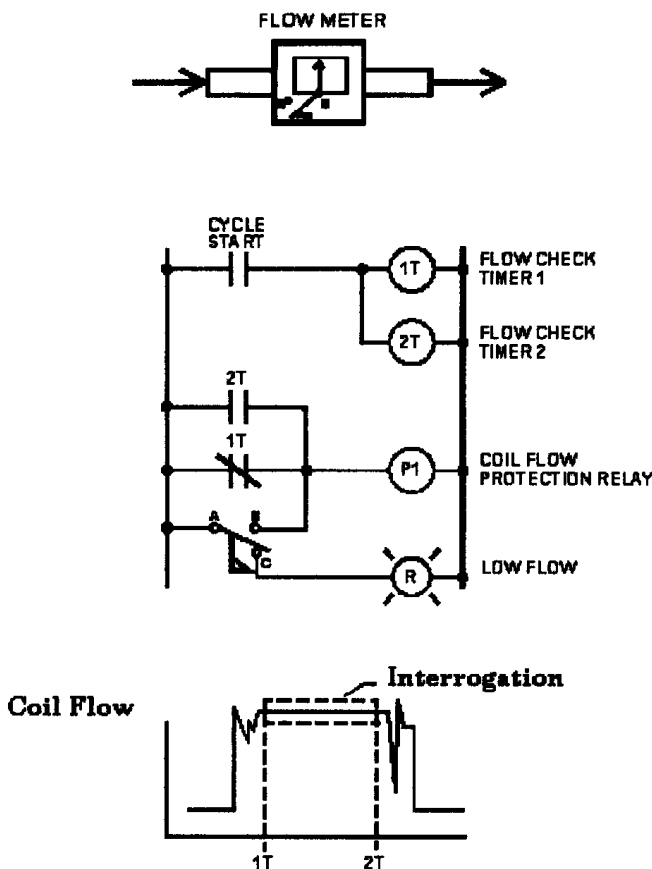 FLOW METER
CYCLE
START
1T
FLOW CHECK
TIMER 1
2T
FLOW CHECK
TIMER 2
2T
1T
P1
COIL FLOW
PROTECTION RELAY
A
B
C
R
LOW FLOW
Interrogation
Coil Flow
1T
2T